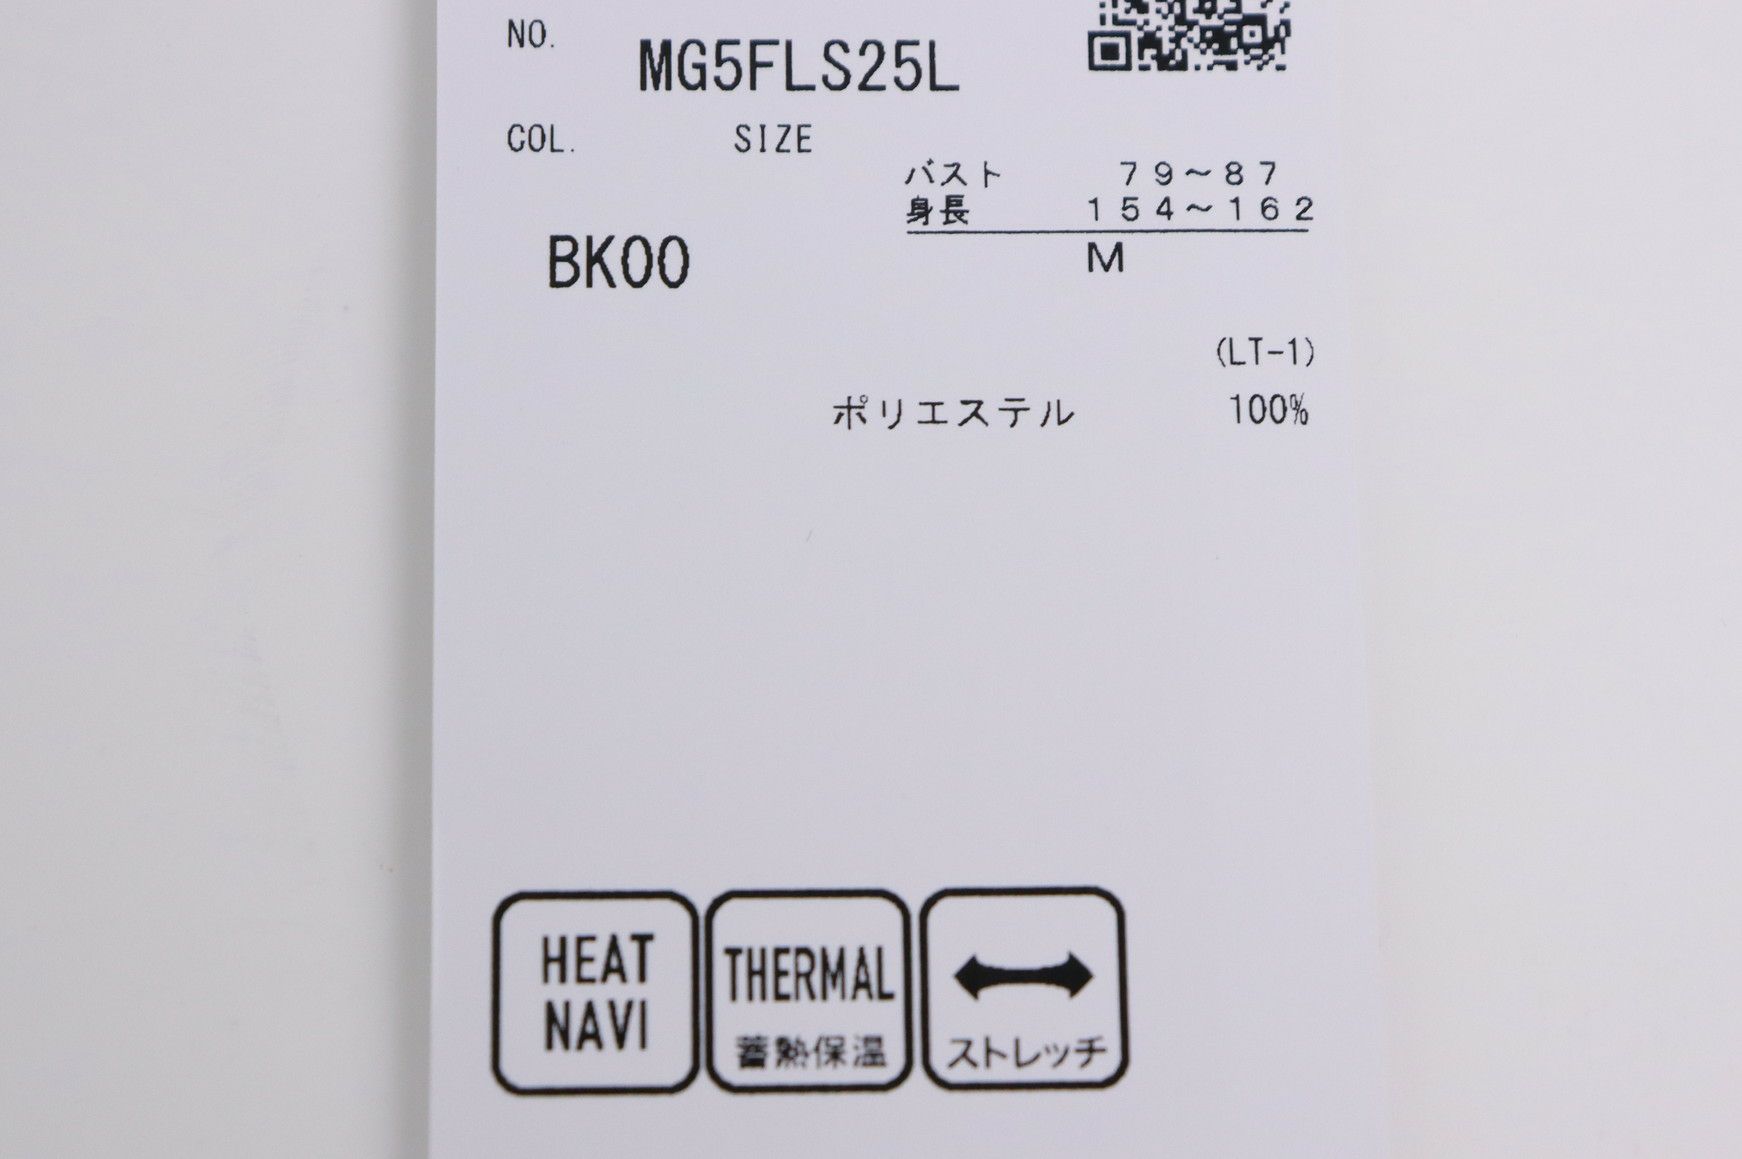 NO.
MG5FLS25L
COL.
SIZE
バスト 79～87
身長 154～162
BK00
M
(LT-1)
ポリエステル 100%
HEAT
NAVI
THERMAL
蓄熱保温
ストレッチ